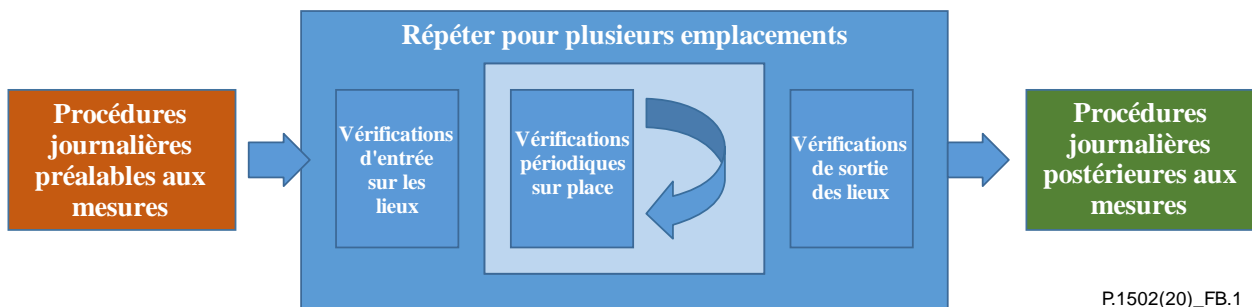 Répéter pour plusieurs emplacements
Procédures
journalières
préalables aux
mesures
Vérifications
d'entrée
sur les
lieux
Vérifications
périodiques
sur place
Vérifications
de sortie
des lieux
Procédures
journalières
postérieures aux
mesures
P.1502(20)_FB.1